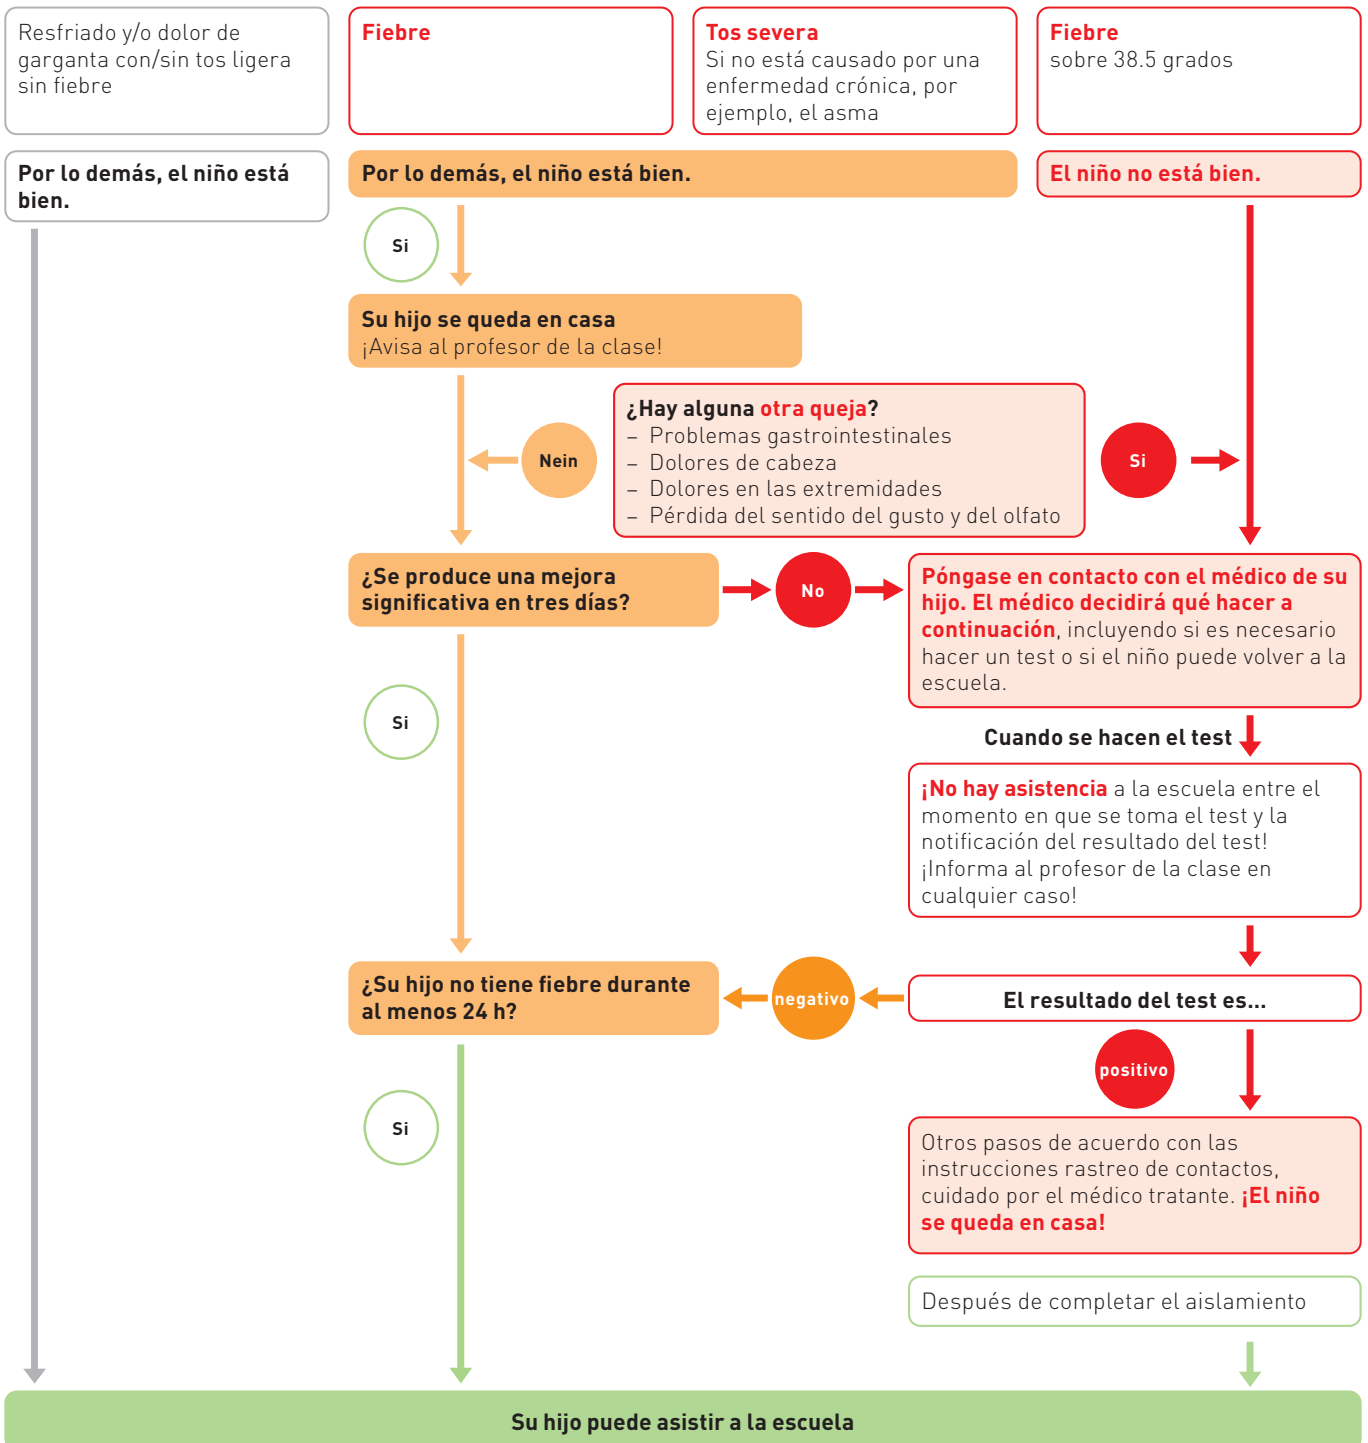 Resfriado y/o dolor de
garganta con/sin tos ligera
sin fiebre
Fiebre
Tos severa
Si no está causado por una
enfermedad crónica, por
ejemplo, el asma
Fiebre
sobre 38.5 grados
Por lo demás, el niño está
bien.
Por lo demás, el niño está bien.
El niño no está bien.
Si
Su hijo se queda en casa
¡Avisa al profesor de la clase!
¿Hay alguna otra queja?
– Problemas gastrointestinales
– Dolores de cabeza
– Dolores en las extremidades
– Pérdida del sentido del gusto y del olfato
Nein
Si
¿Se produce una mejora
significativa en tres días?
No
Póngase en contacto con el médico de su
hijo. El médico decidirá qué hacer a
continuación, incluyendo si es necesario
hacer un test o si el niño puede volver a la
escuela.
Si
Cuando se hacen el test
¡No hay asistencia a la escuela entre el
momento en que se toma el test y la
notificación del resultado del test!
¡Informa al profesor de la clase en
cualquier caso!
¿Su hijo no tiene fiebre durante
al menos 24 h?
negativo
El resultado del test es...
positivo
Si
Otros pasos de acuerdo con las
instrucciones rastreo de contactos,
cuidado por el médico tratante. ¡El niño
se queda en casa!
Después de completar el aislamiento
Su hijo puede asistir a la escuela